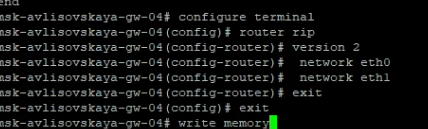 end
msk-avlisovskaya-gw-04# configure terminal
msk-avlisovskaya-gw-04(config)# router rip
msk-avlisovskaya-gw-04(config-router)# version 2
msk-avlisovskaya-gw-04(config-router)#  network eth0
msk-avlisovskaya-gw-04(config-router)#  network eth1
msk-avlisovskaya-gw-04(config-router)# exit
msk-avlisovskaya-gw-04(config)# exit
msk-avlisovskaya-gw-04# write memory